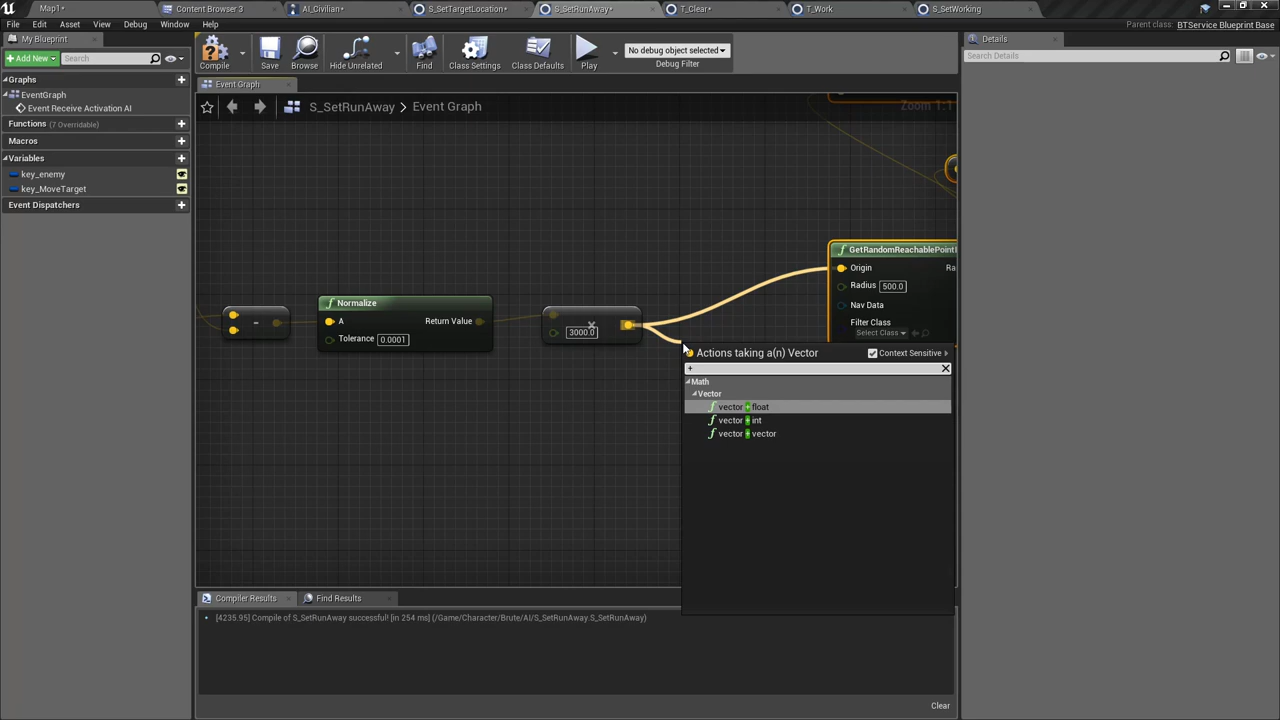 Map1•
Content Browser 3
AI_Civilian•
S_SetTargetLocation•
S_SetRunAway•
T_Clear•
T_Work
S_SetWorking
File Edit Asset View Debug Window Help
Parent class: BTService Blueprint Base
My Blueprint
+ Add New Search
Graphs
EventGraph
Event Receive Activation AI
Functions (7 Overridable)
Macros
Variables
key_enemy
key_MoveTarget
Event Dispatchers
Compile
Save
Browse
Hide Unrelated
Find
Class Settings
Class Defaults
Play
No debug object selected
Debug Filter
Event Graph
S_SetRunAway > Event Graph
Zoom 1:1
-
Normalize
A
Return Value
Tolerance 0.0001
×
3000.0
GetRandomReachablePointI
Origin
Ra
Radius 500.0
Nav Data
Filter Class
Select Class
Actions taking a(n) Vector
Context Sensitive
+
Math
Vector
vector + float
vector + int
vector + vector
Compiler Results
Find Results
[4235.95] Compile of S_SetRunAway successful! [in 254 ms] (/Game/Character/Brute/AI/S_SetRunAway.S_SetRunAway)
Clear
Details
Search Details